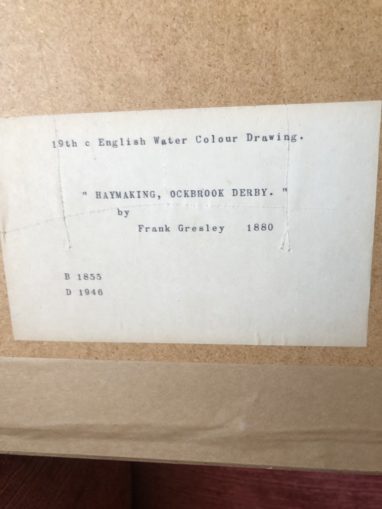 19th c English Water Colour Drawing.
" HAYMAKING, OCKBROOK DERBY. "
by
Frank Gresley 1880
B 1855
D 1946